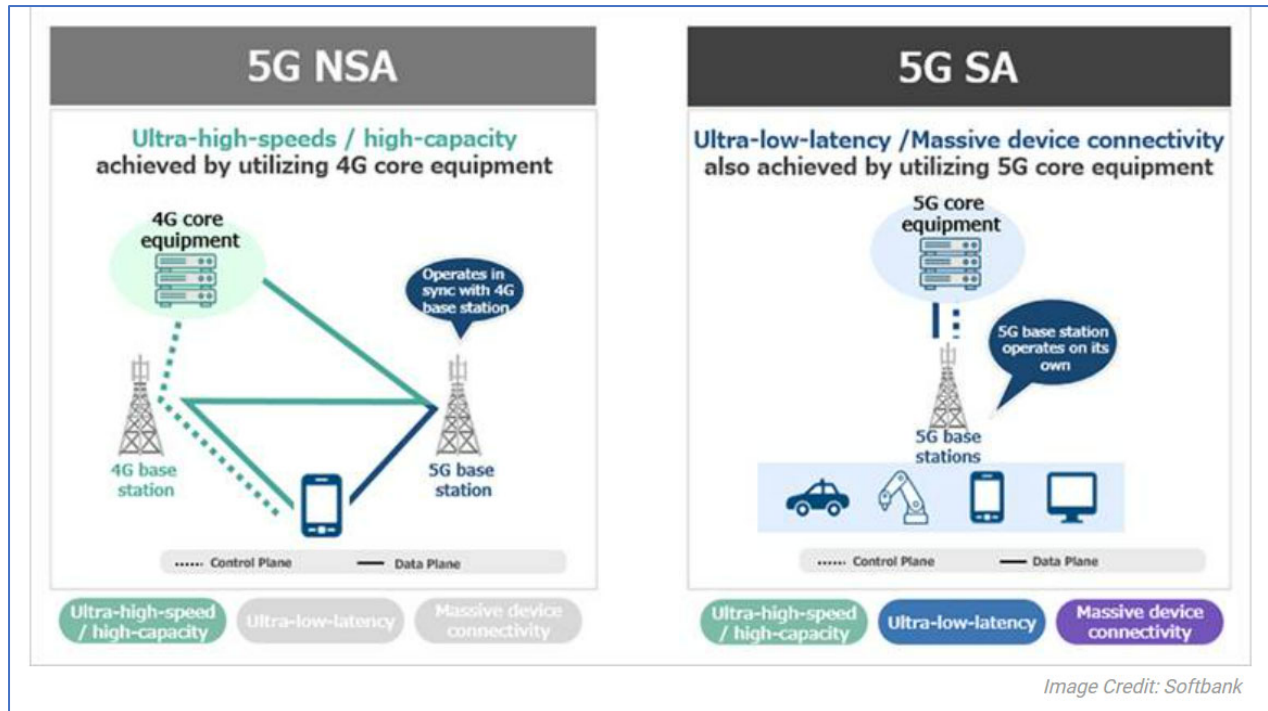 5G NSA
Ultra-high-speeds / high-capacity
achieved by utilizing 4G core equipment
4G core
equipment
Operates in
sync with 4G
base station
4G base
station
5G base
station
Control Plane
Data Plane
Ultra-high-speed
/ high-capacity
Ultra-low-latency
Massive device
connectivity
5G SA
Ultra-low-latency /Massive device connectivity
also achieved by utilizing 5G core equipment
5G core
equipment
5G base station
operates on its
own
5G base
stations
Control Plane
Data Plane
Ultra-high-speed
/ high-capacity
Ultra-low-latency
Massive device
connectivity
Image Credit: Softbank